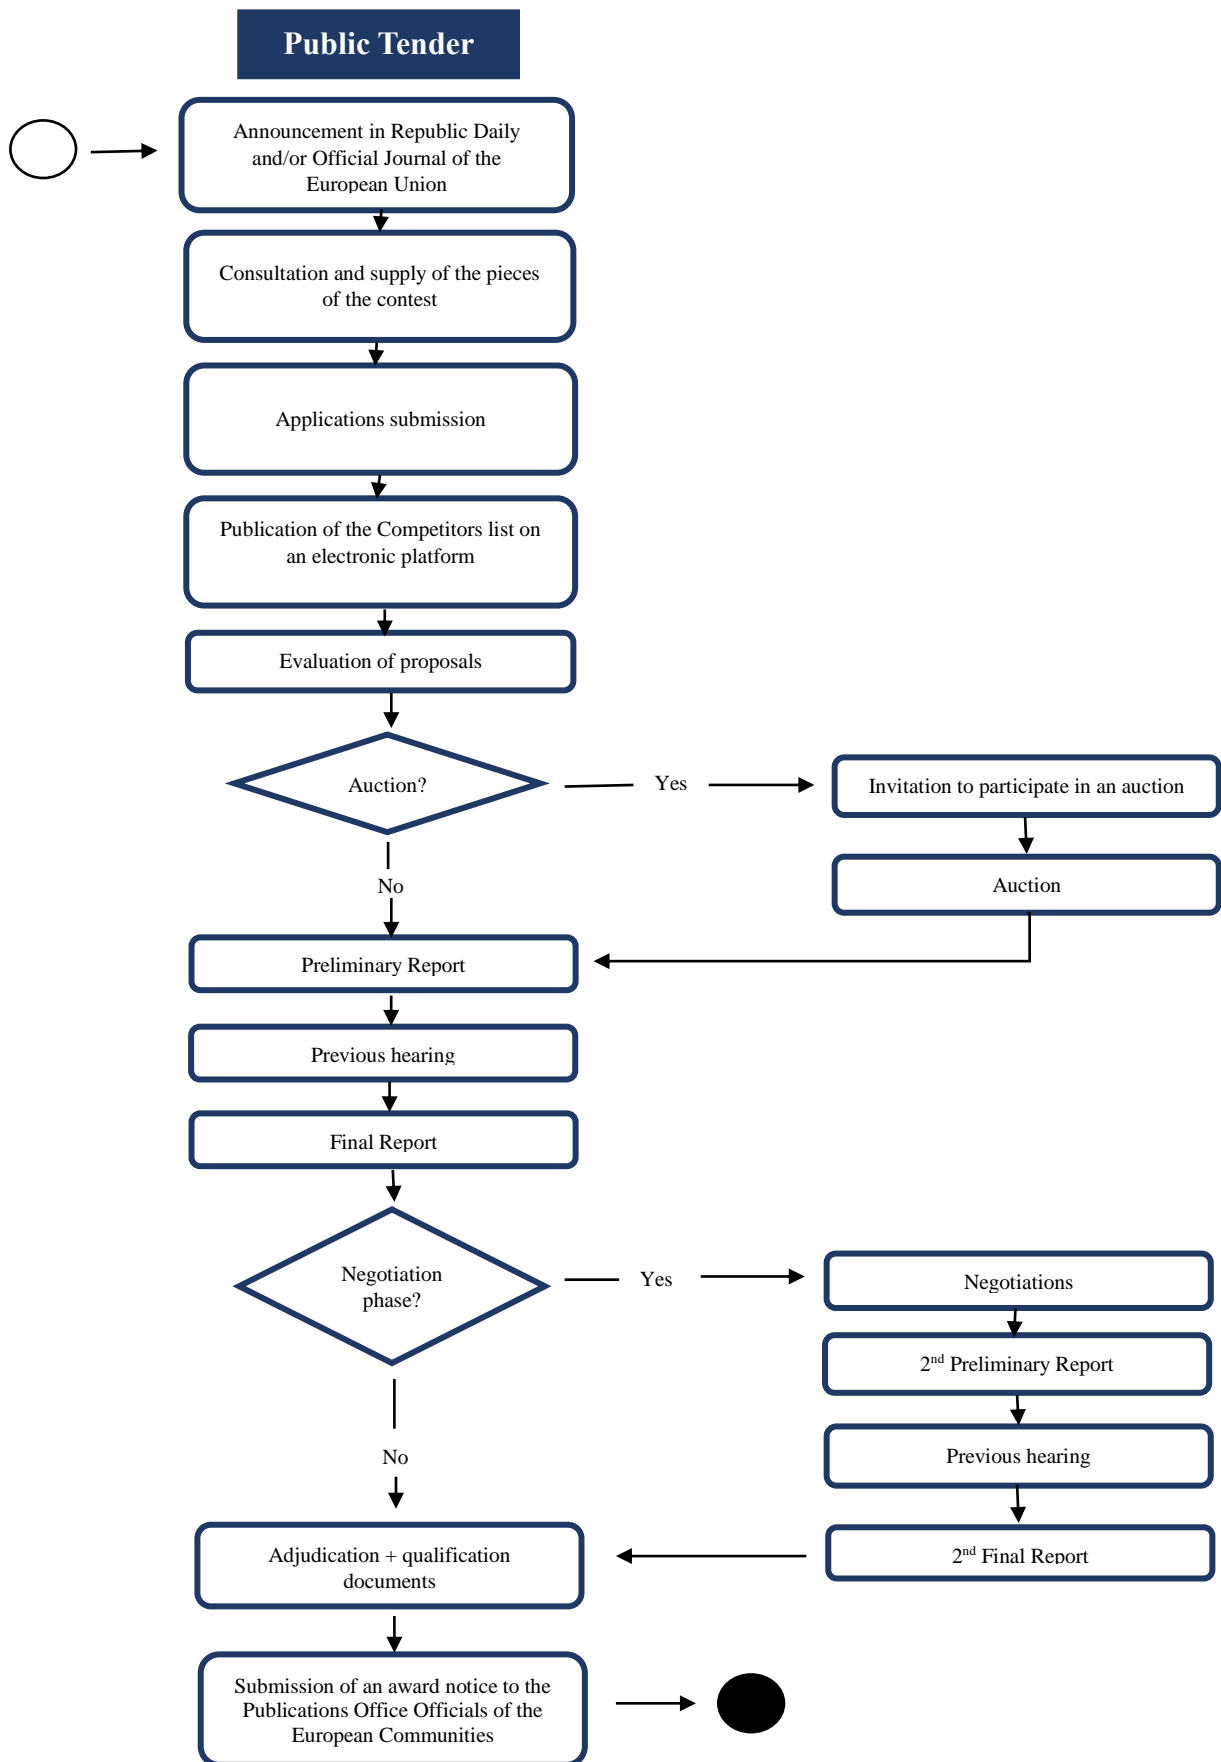 Public Tender
Announcement in Republic Daily
and/or Official Journal of the
European Union
Consultation and supply of the pieces
of the contest
Applications submission
Publication of the Competitors list on
an electronic platform
Evaluation of proposals
Auction?
Yes
Invitation to participate in an auction
Auction
No
Preliminary Report
Previous hearing
Final Report
Negotiation
phase?
Yes
Negotiations
2nd Preliminary Report
Previous hearing
2nd Final Report
No
Adjudication + qualification
documents
Submission of an award notice to the
Publications Office Officials of the
European Communities